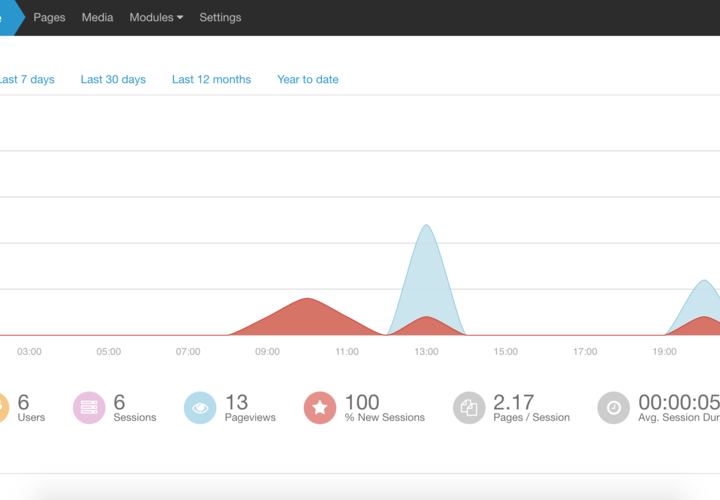 Pages Media Modules Settings
Last 7 days Last 30 days Last 12 months Year to date
03:00 05:00 07:00 09:00 11:00 13:00 15:00 17:00 19:00
6 6 13 100 2.17 00:00:05
Users Sessions Pageviews % New Sessions Pages / Session Avg. Session Dur